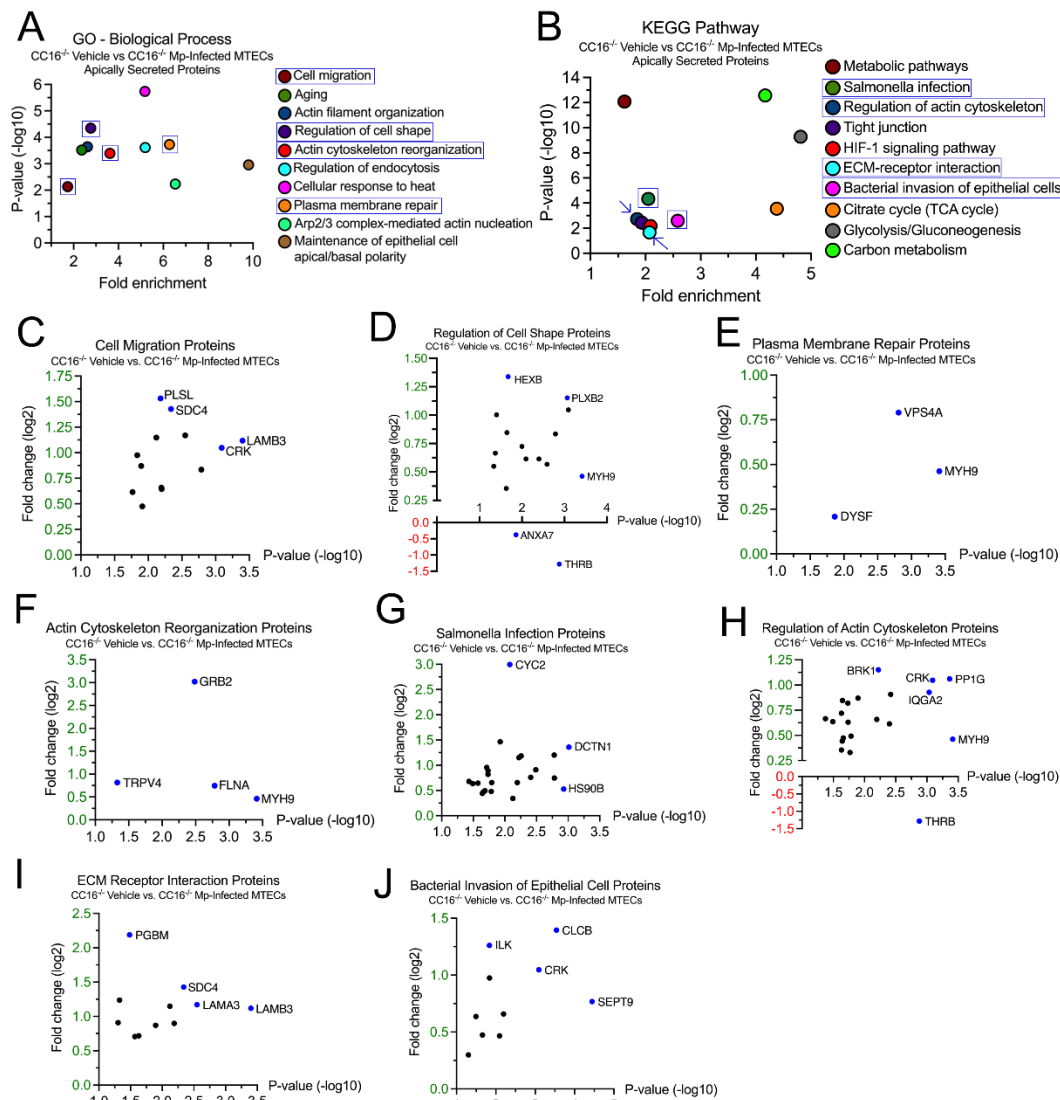 A
GO - Biological Process
CC16-/- Vehicle vs CC16-/- Mp-Infected MTECs
Apically Secreted Proteins
P-value (-log10)
6
5
4
3
2
1
0
2 4 6 8 10
Fold enrichment
Cell migration
Aging
Actin filament organization
Regulation of cell shape
Actin cytoskeleton reorganization
Regulation of endocytosis
Cellular response to heat
Plasma membrane repair
Arp2/3 complex-mediated actin nucleation
Maintenance of epithelial cell
apical/basal polarity
B
KEGG Pathway
CC16-/- Vehicle vs CC16-/- Mp-Infected MTECs
Apically Secreted Proteins
P-value (-log10)
14
12
10
8
6
4
2
0
1 2 3 4 5
Fold enrichment
Metabolic pathways
Salmonella infection
Regulation of actin cytoskeleton
Tight junction
HIF-1 signaling pathway
ECM-receptor interaction
Bacterial invasion of epithelial cells
Citrate cycle (TCA cycle)
Glycolysis/Gluconeogenesis
Carbon metabolism
C
Cell Migration Proteins
CC16-/- Vehicle vs. CC16-/- Mp-Infected MTECs
Fold change (log2)
1.75
1.50
1.25
1.00
0.75
0.50
0.25
0.00
PLSL
SDC4
LAMB3
CRK
P-value (-log10)
1.0 1.5 2.0 2.5 3.0 3.5
D
Regulation of Cell Shape Proteins
CC16-/- Vehicle vs. CC16-/- Mp-Infected MTECs
Fold change (log2)
1.50
1.25
1.00
0.75
0.50
0.25
HEXB
PLXB2
MYH9
1 2 3 4
P-value (-log10)
0.0
-0.5
-1.0
-1.5
ANXA7
THRB
E
Plasma Membrane Repair Proteins
CC16-/- Vehicle vs. CC16-/- Mp-Infected MTECs
Fold change (log2)
1.00
0.75
0.50
0.25
0.00
VPS4A
MYH9
DYSF
1.0 1.5 2.0 2.5 3.0 3.5
P-value (-log10)
F
Actin Cytoskeleton Reorganization Proteins
CC16-/- Vehicle vs. CC16-/- Mp-Infected MTECs
Fold change (log2)
3.5
3.0
2.5
2.0
1.5
1.0
0.5
0.0
GRB2
TRPV4
FLNA
MYH9
1.0 1.5 2.0 2.5 3.0 3.5
P-value (-log10)
G
Salmonella Infection Proteins
CC16-/- Vehicle vs. CC16-/- Mp-Infected MTECs
Fold change (log2)
3.0
2.5
2.0
1.5
1.0
0.5
0.0
CYC2
DCTN1
HS90B
1.0 1.5 2.0 2.5 3.0 3.5
P-value (-log10)
H
Regulation of Actin Cytoskeleton Proteins
CC16-/- Vehicle vs. CC16-/- Mp-Infected MTECs
Fold change (log2)
1.25
1.00
0.75
0.50
0.25
BRK1
CRK
PP1G
IQGA2
MYH9
P-value (-log10)
1.5 2.0 2.5 3.0 3.5
0.0
-0.5
-1.0
-1.5
THRB
I
ECM Receptor Interaction Proteins
CC16-/- Vehicle vs. CC16-/- Mp-Infected MTECs
Fold change (log2)
2.5
2.0
1.5
1.0
0.5
0.0
PGBM
SDC4
LAMA3
LAMB3
P-value (-log10)
1.0 1.5 2.0 2.5 3.0 3.5
J
Bacterial Invasion of Epithelial Cell Proteins
CC16-/- Vehicle vs. CC16-/- Mp-Infected MTECs
Fold change (log2)
1.5
1.0
0.5
0.0
ILK
CLCB
CRK
SEPT9
P-value (-log10)